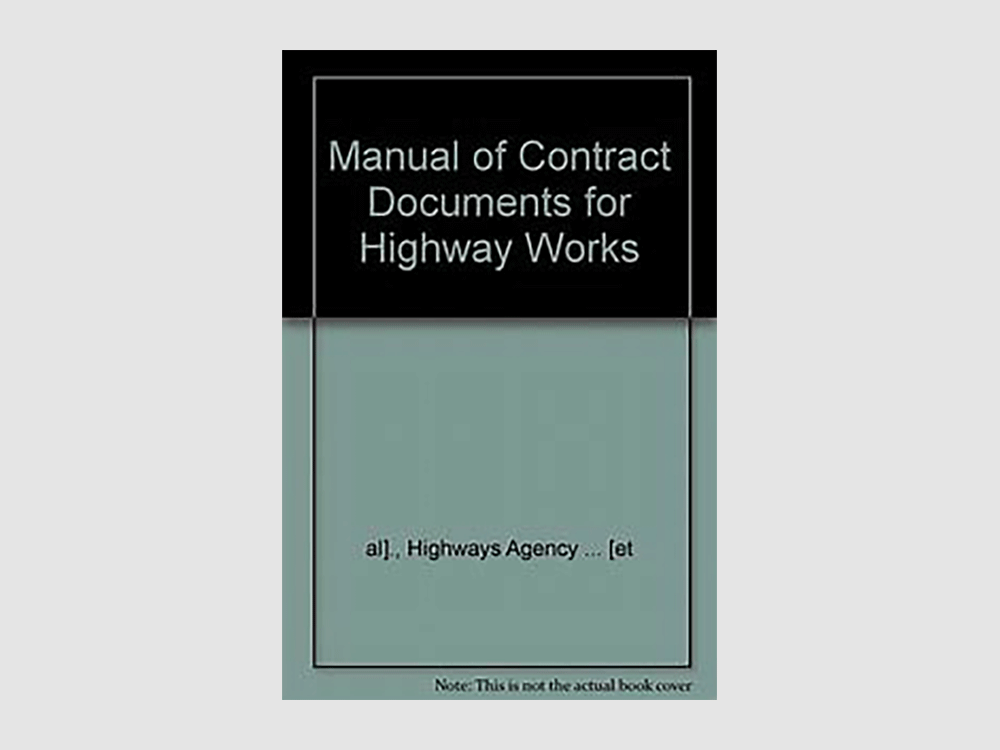 Manual of Contract
Documents for
Highway Works
al]., Highways Agency ... [et
Note: This is not the actual book cover